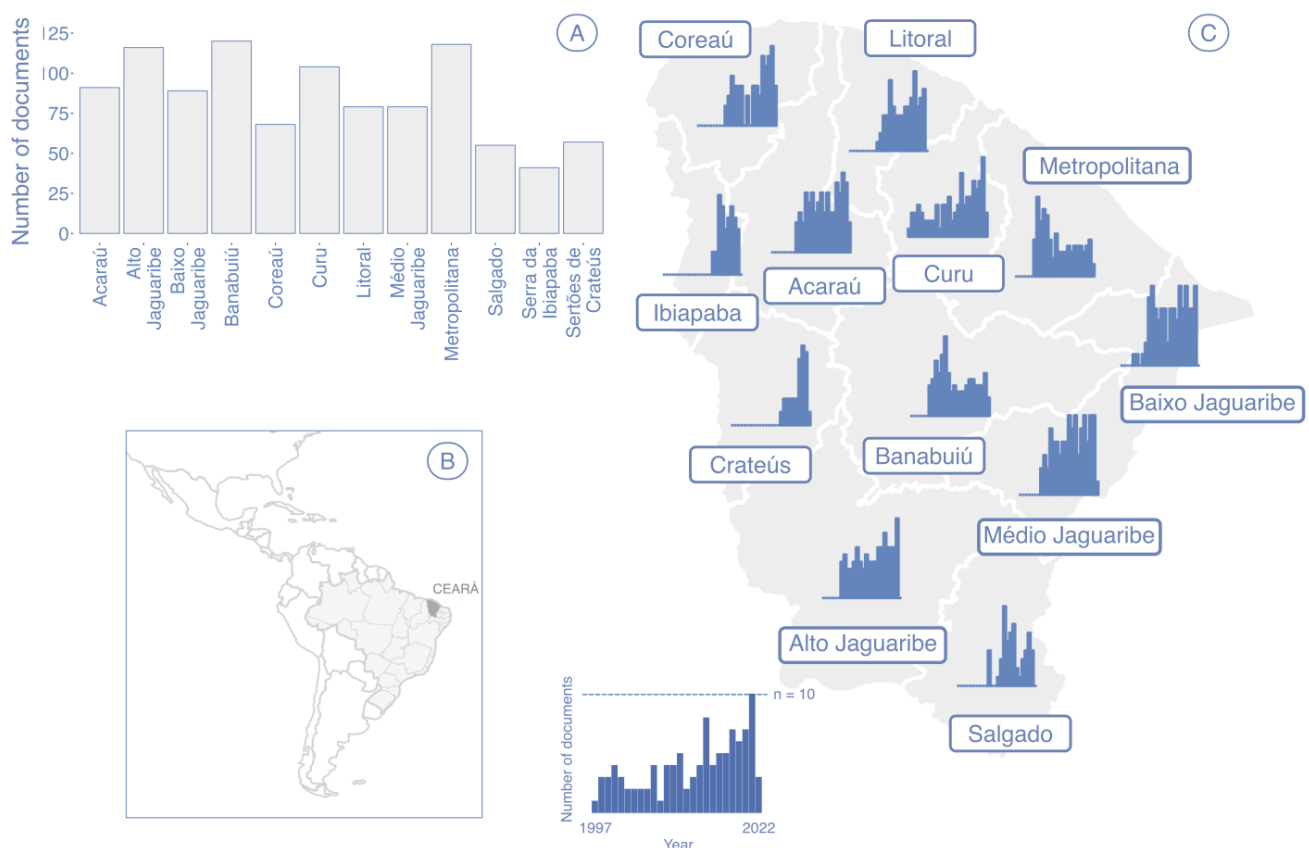 A
Number of documents
125
100
75
50
25
0
Acaraú
Alto
Jaguaribe
Baixo
Jaguaribe
Banabuiú
Coreaú
Curu
Litoral
Médio
Jaguaribe
Metropolitana
Salgado
Serra da
Ibiapaba
Sertões de
Crateús
B
CEARÁ
C
Coreaú
Litoral
Metropolitana
Ibiapaba
Acaraú
Curu
Baixo Jaguaribe
Crateús
Banabuiú
Médio Jaguaribe
Alto Jaguaribe
Salgado
Number of documents
n = 10
1997
2022
Year